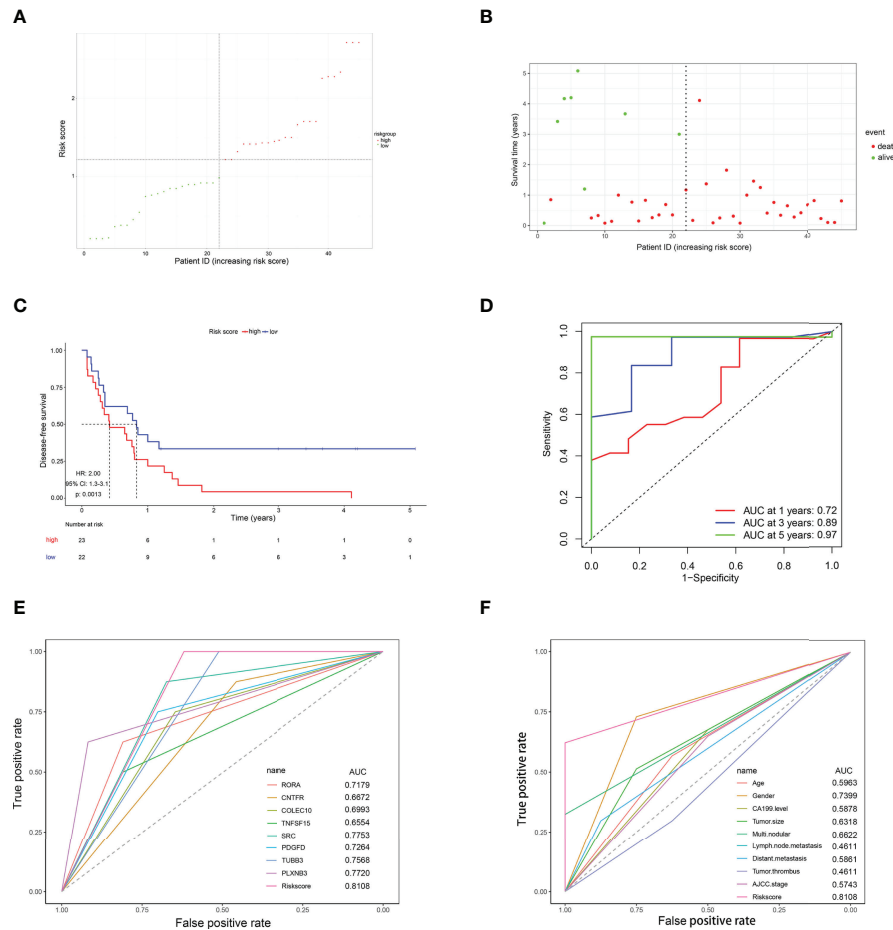 A
B
Risk score
2
1
0
10
20
30
40
Patient ID (increasing risk score)
riskgroup
high
low
Survival time (years)
5
4
3
2
1
0
0
10
20
30
40
Patient ID (increasing risk score)
event
death
alive
C
D
Risk score high low
Disease-free survival
1.00
0.75
0.50
0.25
0.00
HR: 2.00
95% CI: 1.3-3.1
p: 0.0013
0 1 2 3 4 5
Time (years)
Number at risk
high 23 6 1 1 1 0
low 22 9 6 6 3 1
Sensitivity
1.0
0.8
0.6
0.4
0.2
0.0
AUC at 1 years: 0.72
AUC at 3 years: 0.89
AUC at 5 years: 0.97
0.0 0.2 0.4 0.6 0.8 1.0
1-Specificity
E
F
True positive rate
1.00
0.75
0.50
0.25
0.00
name AUC
RORA 0.7179
CNTFR 0.6672
COLEC10 0.6993
TNFSF15 0.6554
SRC 0.7753
PDGFD 0.7264
TUBB3 0.7568
PLXNB3 0.7720
Riskscore 0.8108
1.00 0.75 0.50 0.25 0.00
False positive rate
True positive rate
1.00
0.75
0.50
0.25
0.00
name AUC
Age 0.5963
Gender 0.7399
CA199.level 0.5878
Tumor.size 0.6318
Multi.nodular 0.6622
Lymph.node.metastasis 0.4611
Distant.metastasis 0.5861
Tumor.thrombus 0.4611
AJCC.stage 0.5743
Riskscore 0.8108
1.00 0.75 0.50 0.25 0.00
False positive rate